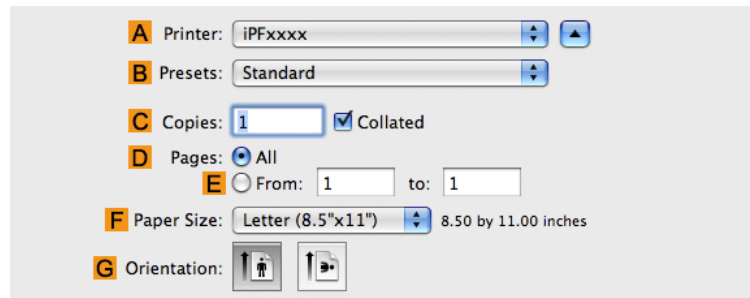 A Printer: iPFxxxx
B Presets: Standard
C Copies: 1 Collated
D Pages: All
E From: 1 to: 1
F Paper Size: Letter (8.5"x11") 8.50 by 11.00 inches
G Orientation: